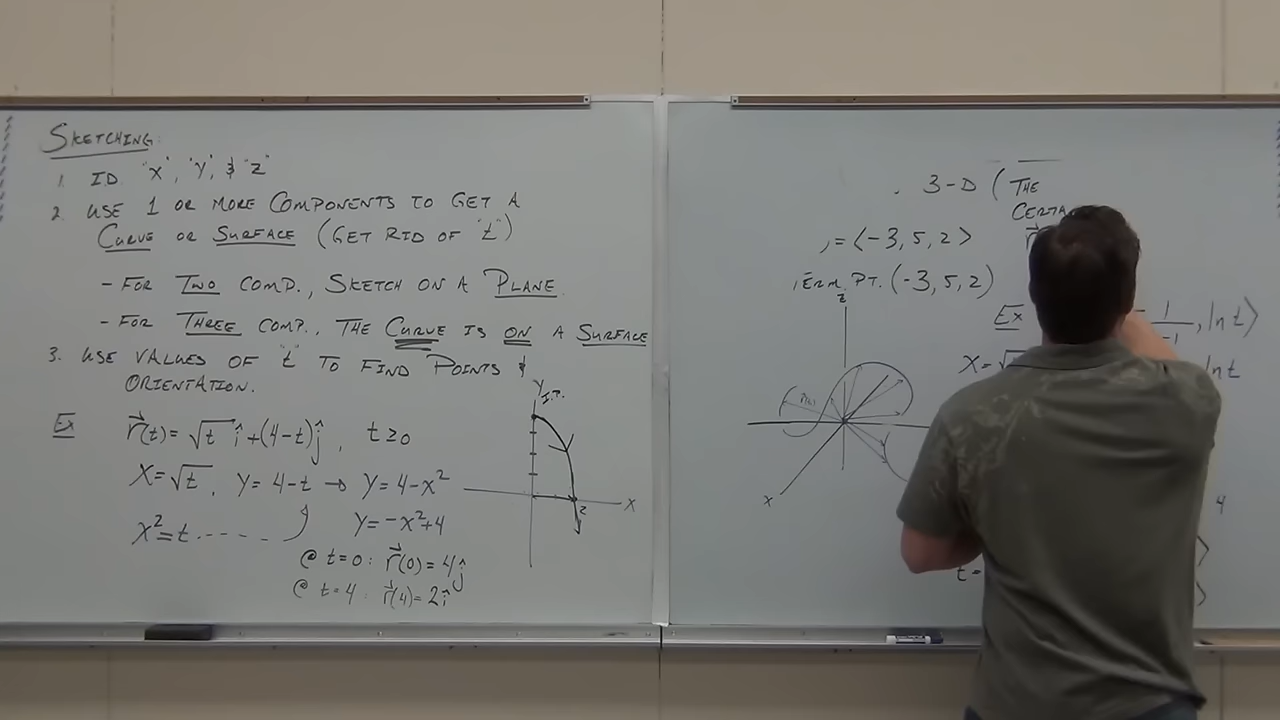 SKETCHING:
1. ID "X", "Y", & "Z"
2. USE 1 OR MORE COMPONENTS TO GET A
CURVE OR SURFACE (GET RID OF "t")
- FOR TWO COMP., SKETCH ON A PLANE.
- FOR THREE COMP., THE CURVE IS ON A SURFACE
3. USE VALUES OF "t" TO FIND POINTS &
ORIENTATION.
Ex r⃗(t) = √t î + (4-t) ĵ, t ≥ 0
X = √t, Y = 4-t → Y = 4-x²
X² = t - - - - - Y = -x²+4
@ t=0: r⃗(0) = 4ĵ
@ t=4: r⃗(4) = 2î
Y
I.T.
X
2
3-D (THE
= ⟨-3, 5, 2⟩
ERM. PT. (-3, 5, 2)
z
Y
X
Ex
1
, ln t⟩
X = √
ln t
4
t =